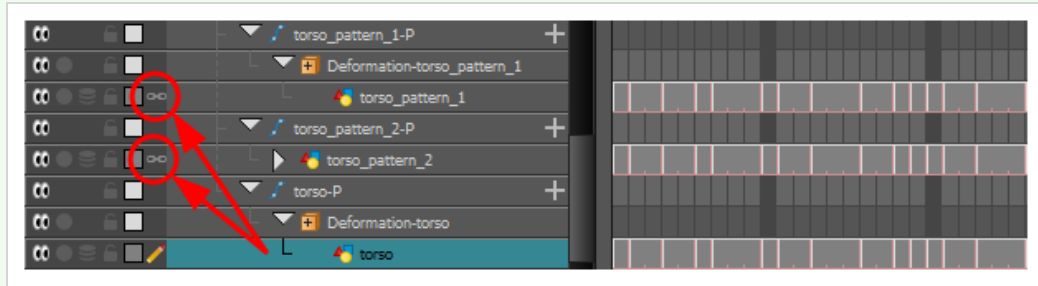 torso_pattern_1-P
Deformation-torso_pattern_1
torso_pattern_1
torso_pattern_2-P
torso_pattern_2
torso-P
Deformation-torso
torso